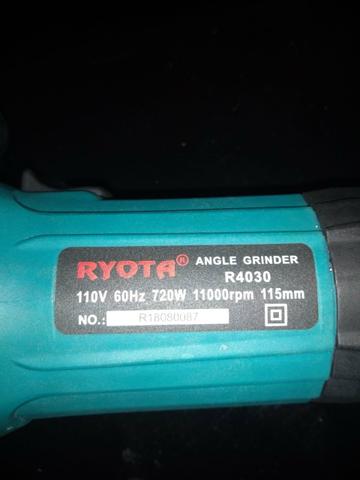 RYOTA® ANGLE GRINDER
R4030
110V 60Hz 720W 11000rpm 115mm
NO.: R18080087